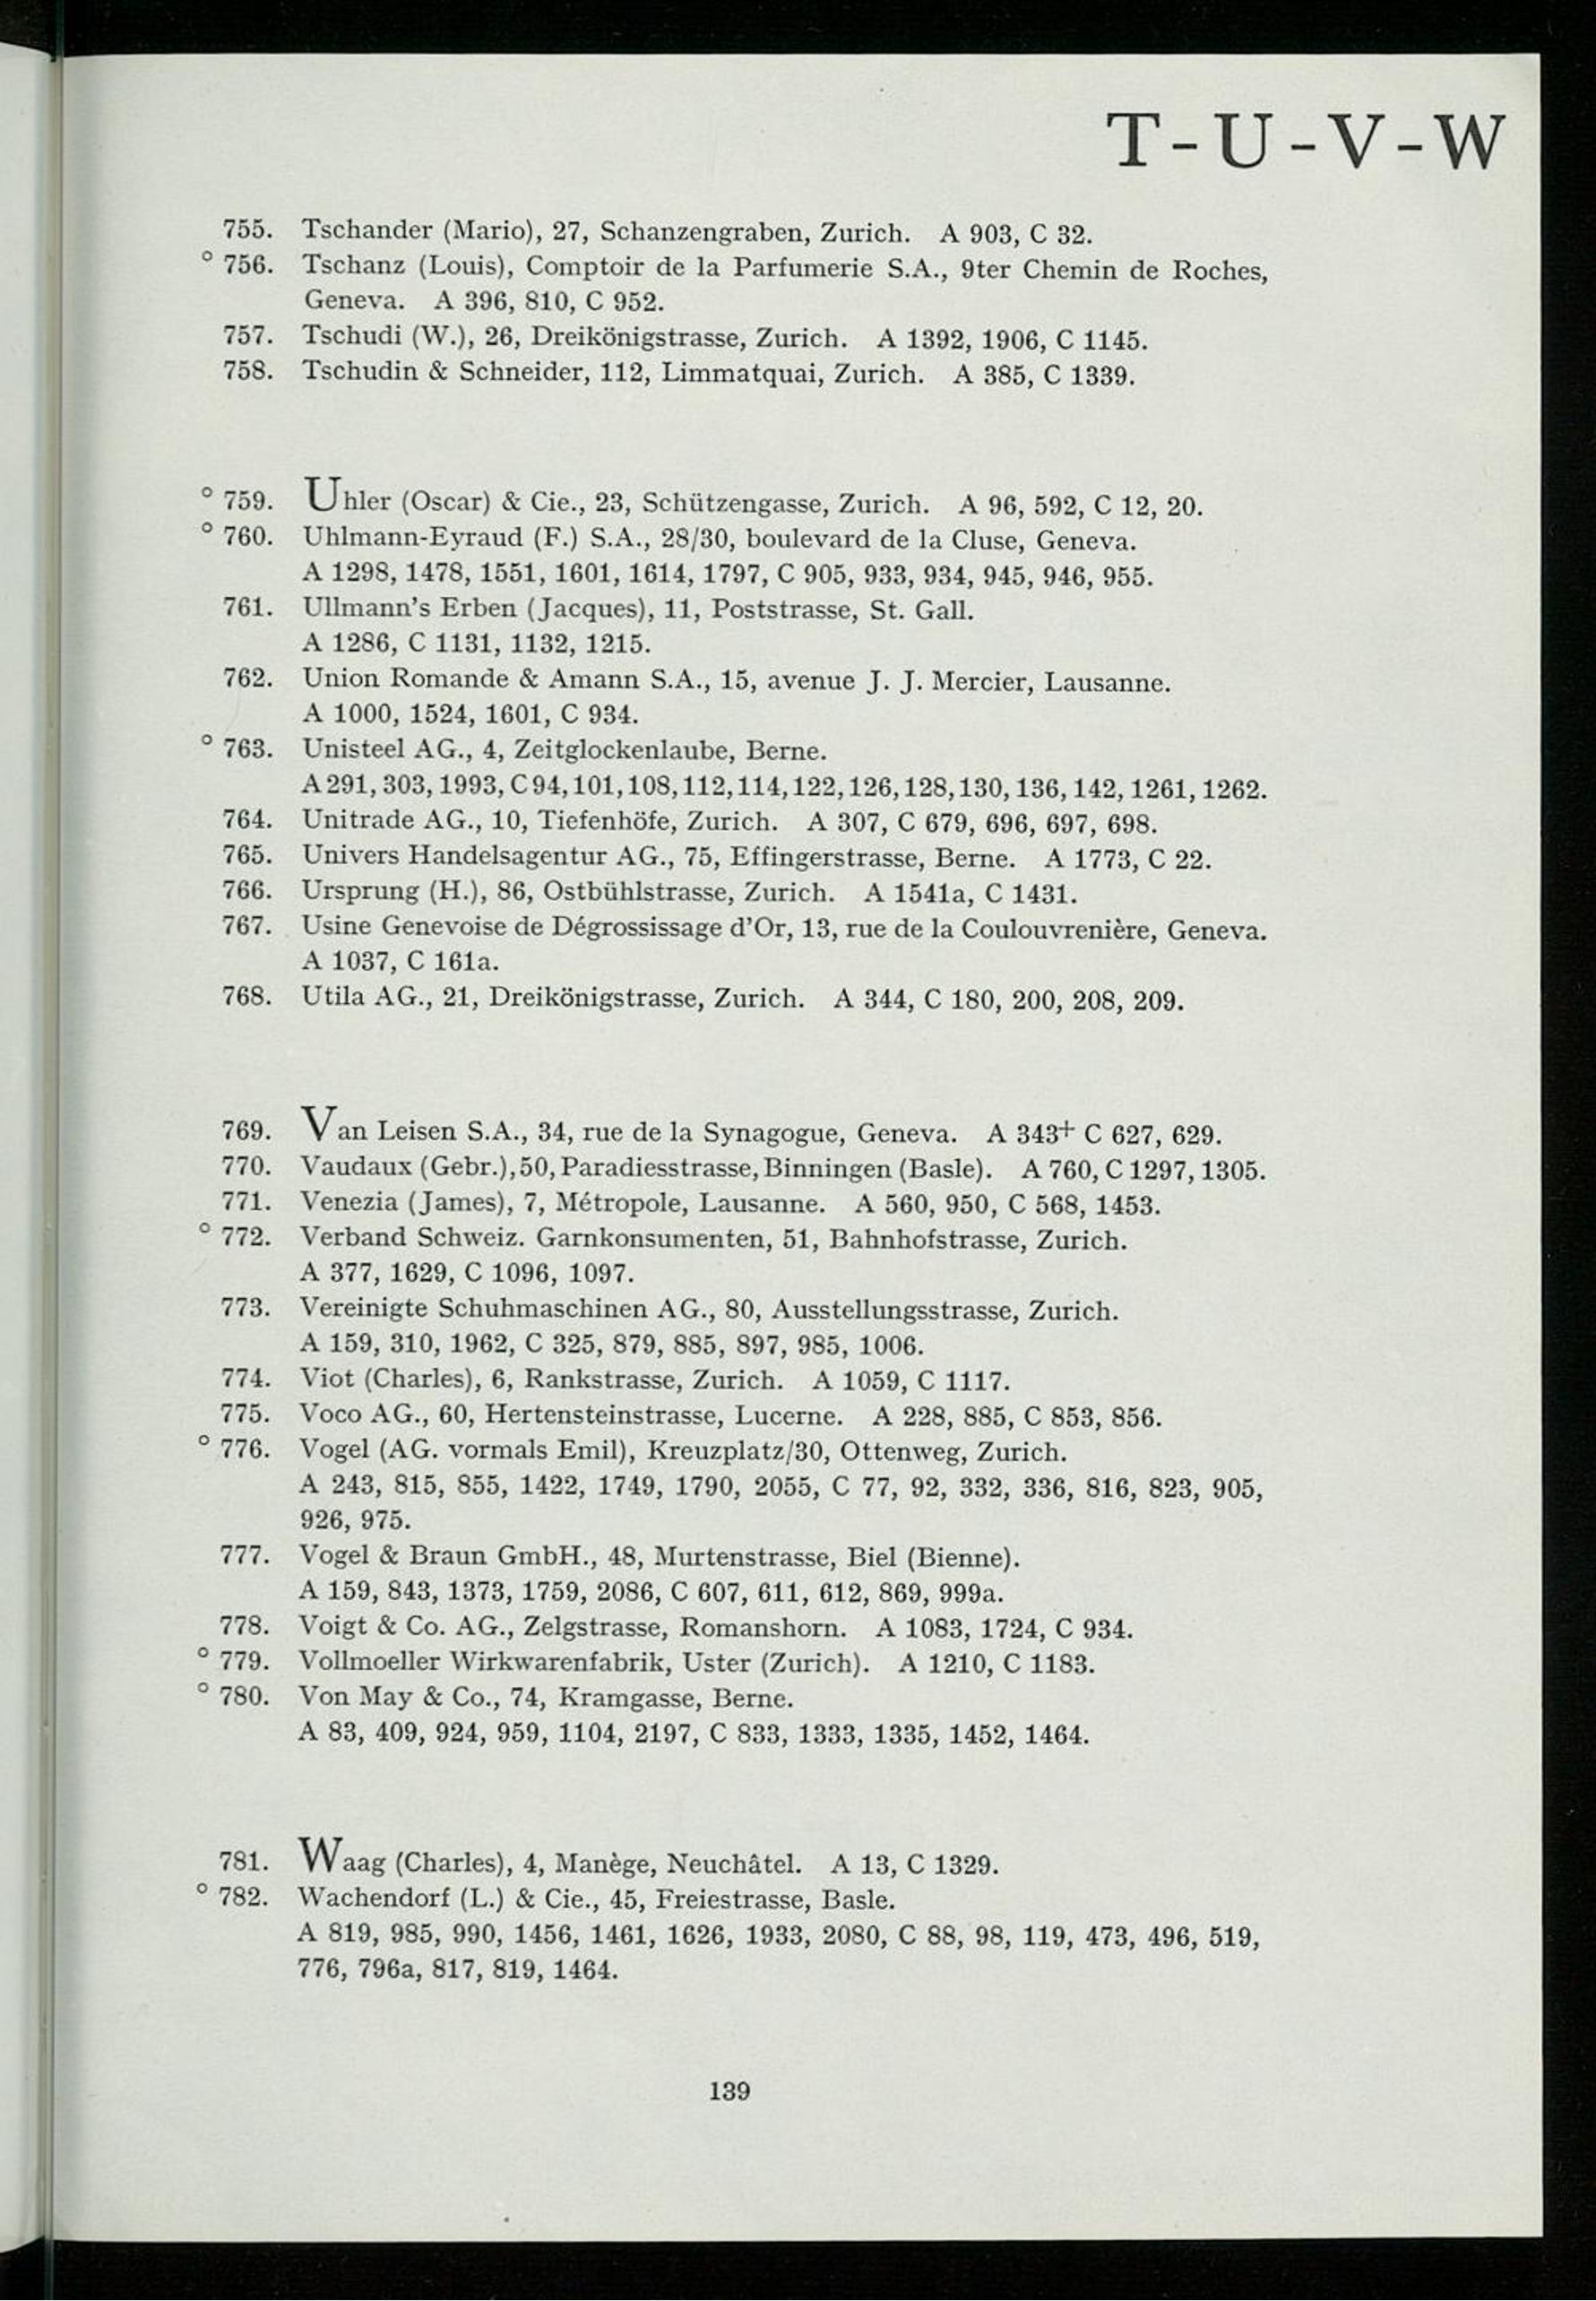 T-U-V-W
755. Tschander (Mario), 27, Schanzengraben, Zurich. A 903, C 32.
° 756. Tschanz (Louis), Comptoir de la Parfumerie S.A., 9ter Chemin de Roches,
Geneva. A 396, 810, C 952.
757. Tschudi (W.), 26, Dreikönigstrasse, Zurich. A 1392, 1906, C 1145.
758. Tschudin & Schneider, 112, Limmatquai, Zurich. A 385, C 1339.
° 759. Uhler (Oscar) & Cie., 23, Schützengasse, Zurich. A 96, 592, C 12, 20.
° 760. Uhlmann-Eyraud (F.) S.A., 28/30, boulevard de la Cluse, Geneva.
A 1298, 1478, 1551, 1601, 1614, 1797, C 905, 933, 934, 945, 946, 955.
761. Ullmann's Erben (Jacques), 11, Poststrasse, St. Gall.
A 1286, C 1131, 1132, 1215.
762. Union Romande & Amann S.A., 15, avenue J. J. Mercier, Lausanne.
A 1000, 1524, 1601, C 934.
° 763. Unisteel AG., 4, Zeitglockenlaube, Berne.
A 291, 303, 1993, C 94, 101, 108, 112, 114, 122, 126, 128, 130, 136, 142, 1261, 1262.
764. Unitrade AG., 10, Tiefenhöfe, Zurich. A 307, C 679, 696, 697, 698.
765. Univers Handelsagentur AG., 75, Effingerstrasse, Berne. A 1773, C 22.
766. Ursprung (H.), 86, Ostbühlstrasse, Zurich. A 1541a, C 1431.
767. Usine Genevoise de Dégrossissage d'Or, 13, rue de la Coulouvrenière, Geneva.
A 1037, C 161a.
768. Utila AG., 21, Dreikönigstrasse, Zurich. A 344, C 180, 200, 208, 209.
769. Van Leisen S.A., 34, rue de la Synagogue, Geneva. A 343+ C 627, 629.
770. Vaudaux (Gebr.), 50, Paradiesstrasse, Binningen (Basle). A 760, C 1297, 1305.
771. Venezia (James), 7, Métropole, Lausanne. A 560, 950, C 568, 1453.
° 772. Verband Schweiz. Garnkonsumenten, 51, Bahnhofstrasse, Zurich.
A 377, 1629, C 1096, 1097.
773. Vereinigte Schuhmaschinen AG., 80, Ausstellungsstrasse, Zurich.
A 159, 310, 1962, C 325, 879, 885, 897, 985, 1006.
774. Viot (Charles), 6, Rankstrasse, Zurich. A 1059, C 1117.
775. Voco AG., 60, Hertensteinstrasse, Lucerne. A 228, 885, C 853, 856.
° 776. Vogel (AG. vormals Emil), Kreuzplatz/30, Ottenweg, Zurich.
A 243, 815, 855, 1422, 1749, 1790, 2055, C 77, 92, 332, 336, 816, 823, 905,
926, 975.
777. Vogel & Braun GmbH., 48, Murtenstrasse, Biel (Bienne).
A 159, 843, 1373, 1759, 2086, C 607, 611, 612, 869, 999a.
778. Voigt & Co. AG., Zelgstrasse, Romanshorn. A 1083, 1724, C 934.
° 779. Vollmoeller Wirkwarenfabrik, Uster (Zurich). A 1210, C 1183.
° 780. Von May & Co., 74, Kramgasse, Berne.
A 83, 409, 924, 959, 1104, 2197, C 833, 1333, 1335, 1452, 1464.
781. Waag (Charles), 4, Manège, Neuchâtel. A 13, C 1329.
° 782. Wachendorf (L.) & Cie., 45, Freiestrasse, Basle.
A 819, 985, 990, 1456, 1461, 1626, 1933, 2080, C 88, 98, 119, 473, 496, 519,
776, 796a, 817, 819, 1464.
139